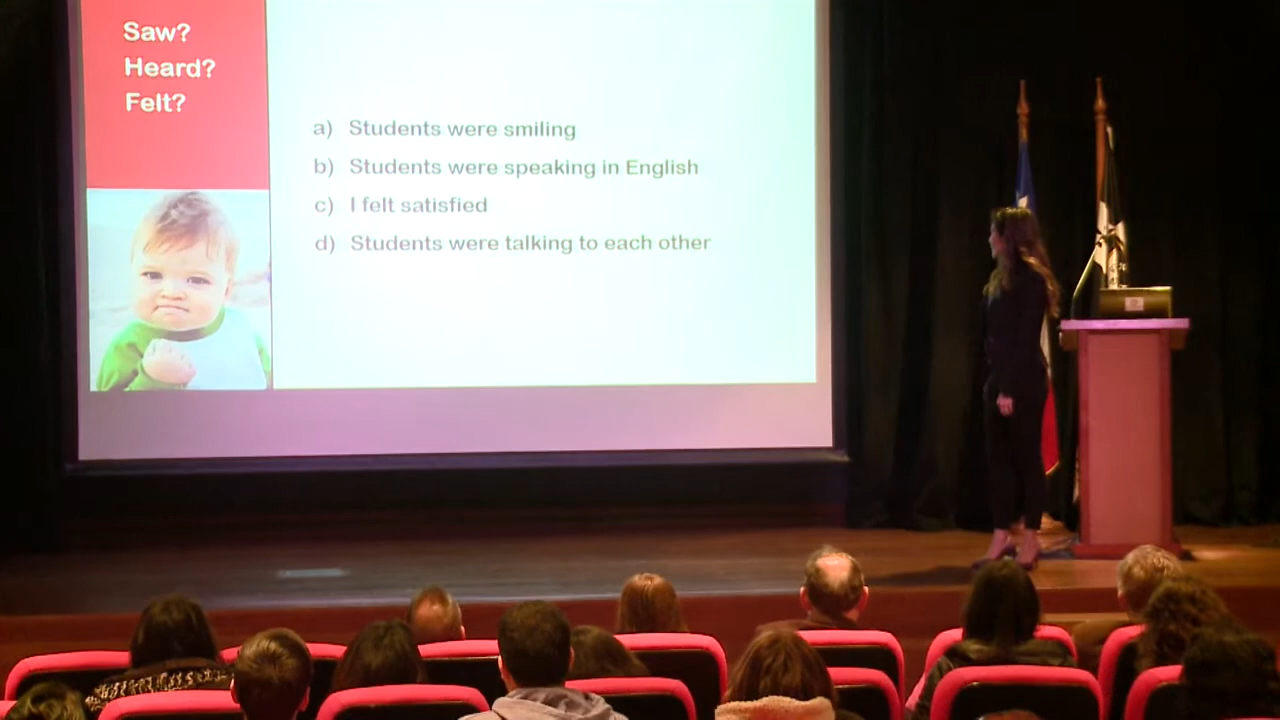 Saw?
Heard?
Felt?
a) Students were smiling
b) Students were speaking in English
c) I felt satisfied
d) Students were talking to each other